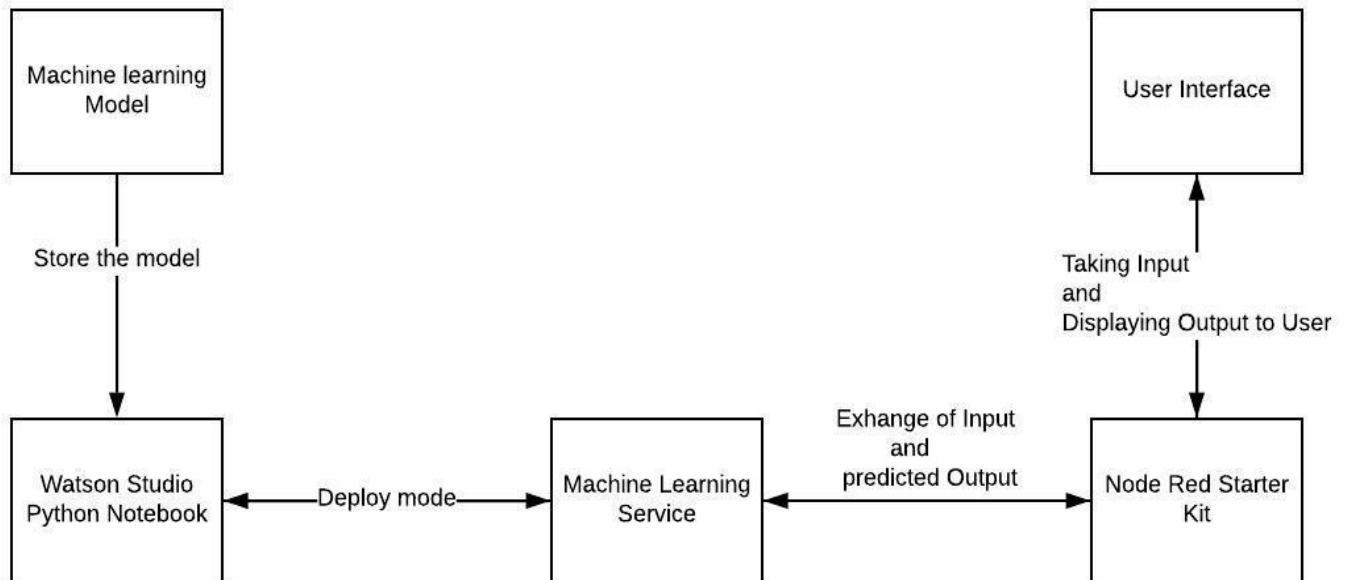 Machine learning
Model
User Interface
Store the model
Taking Input
and
Displaying Output to User
Watson Studio
Python Notebook
Deploy mode
Machine Learning
Service
Exhange of Input
and
predicted Output
Node Red Starter
Kit